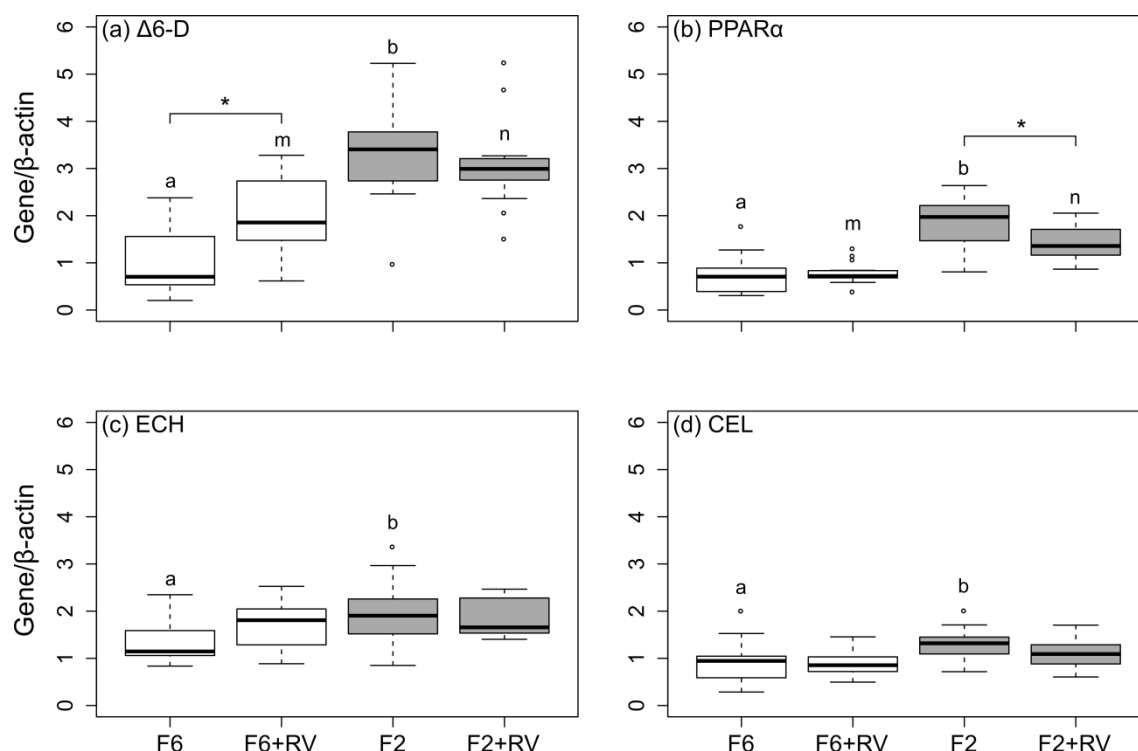 (a) Δ6-D
(b) PPARα
Gene/β-actin
0 1 2 3 4 5 6
a * m b n
0 1 2 3 4 5 6
a m b * n
(c) ECH
(d) CEL
Gene/β-actin
0 1 2 3 4 5 6
a b
0 1 2 3 4 5 6
a b
F6 F6+RV F2 F2+RV
F6 F6+RV F2 F2+RV